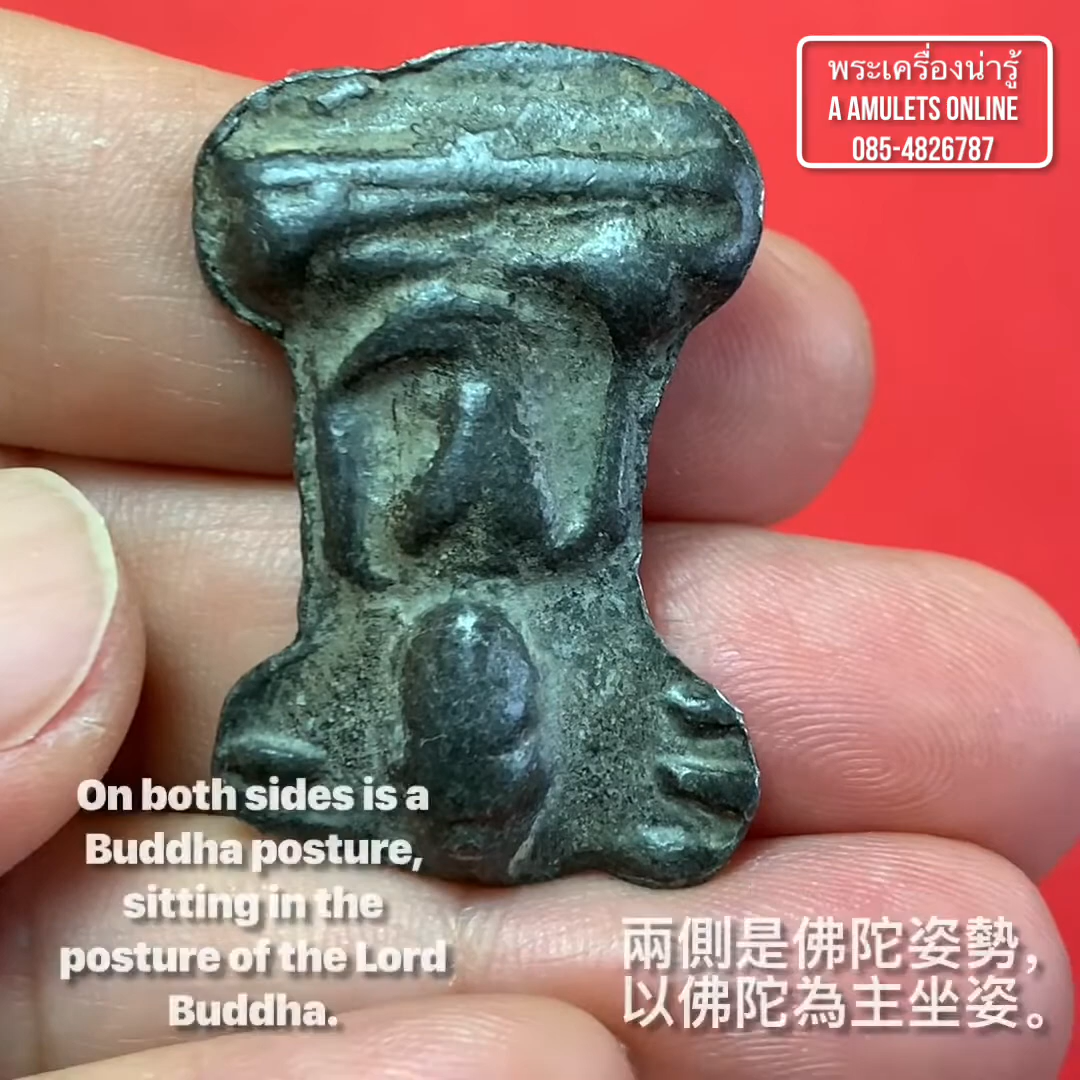 พระเครื่องน่ารู้
A AMULETS ONLINE
085-4826787
On both sides is a
Buddha posture,
sitting in the
posture of the Lord
Buddha.
兩側是佛陀姿勢，
以佛陀為主坐姿。